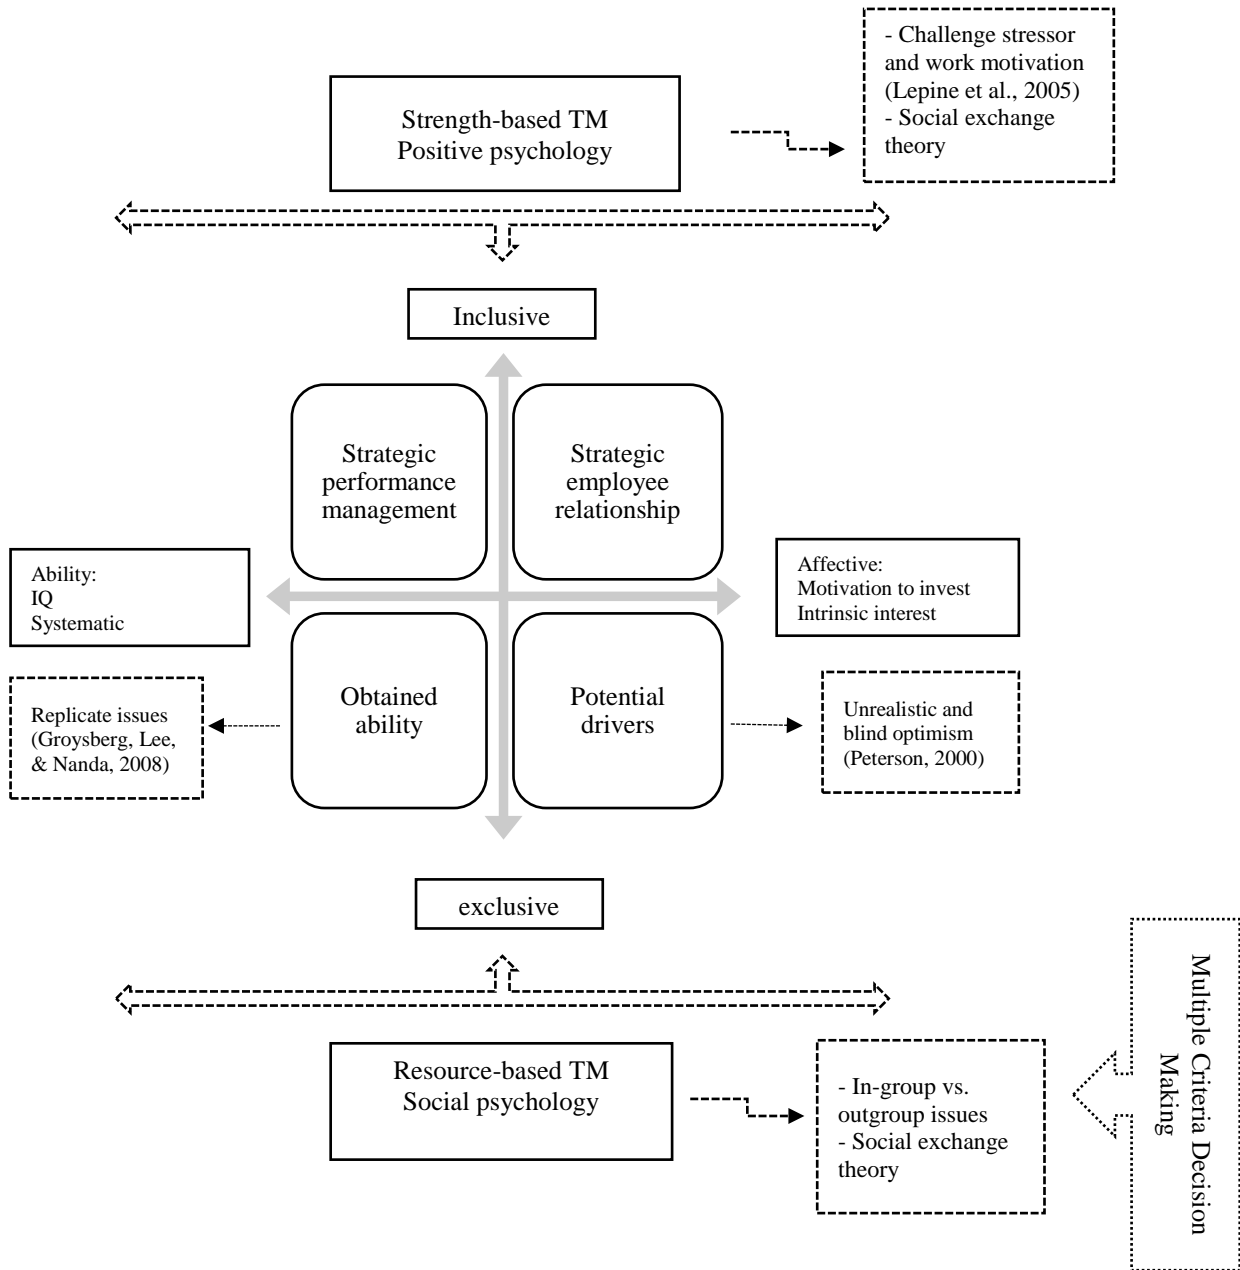 - Challenge stressor
and work motivation
(Lepine et al., 2005)
- Social exchange
theory
Strength-based TM
Positive psychology
Inclusive
Strategic
performance
management
Strategic
employee
relationship
Ability:
IQ
Systematic
Affective:
Motivation to invest
Intrinsic interest
Replicate issues
(Groysberg, Lee,
& Nanda, 2008)
Obtained
ability
Potential
drivers
Unrealistic and
blind optimism
(Peterson, 2000)
exclusive
Resource-based TM
Social psychology
- In-group vs.
outgroup issues
- Social exchange
theory
Multiple Criteria Decision
Making